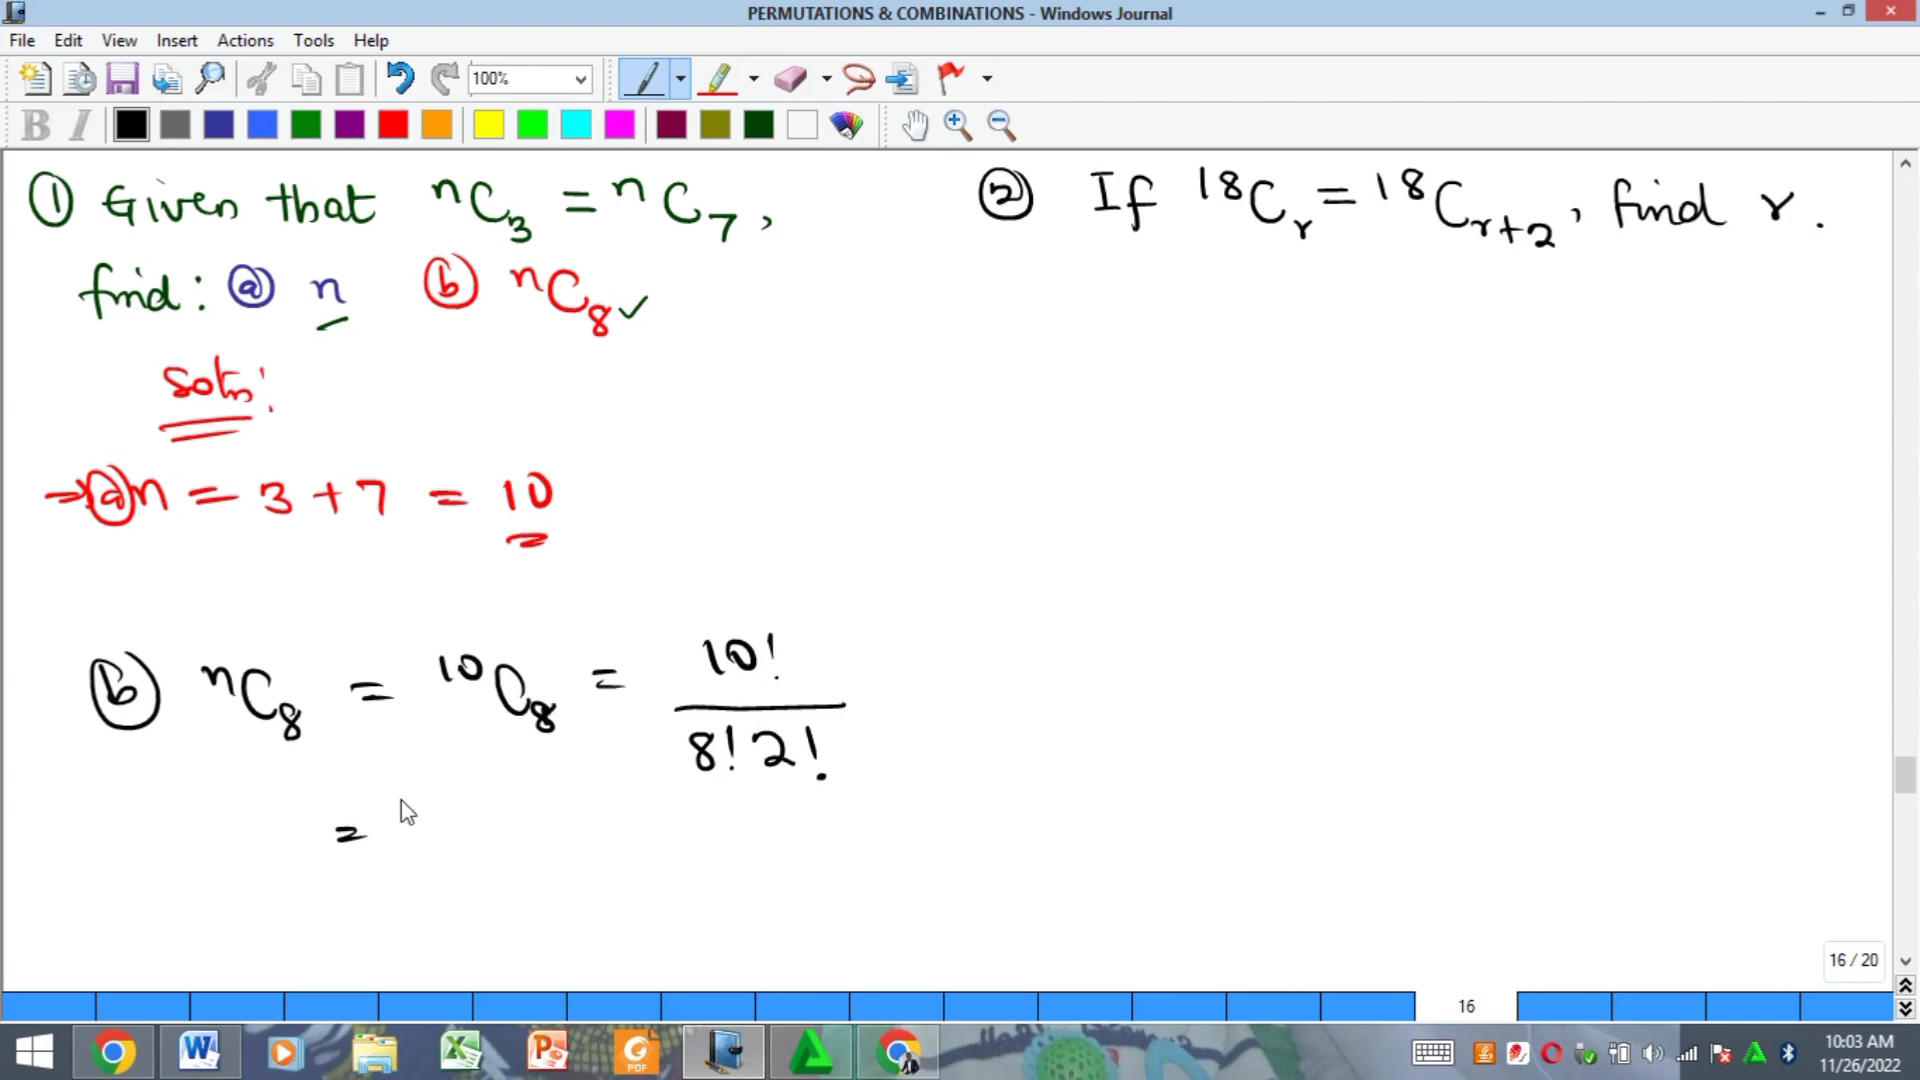 PERMUTATIONS & COMBINATIONS - Windows Journal
File Edit View Insert Actions Tools Help
100%
B I
① Given that ⁿC₃ = ⁿC₇,
find: ⓐ n ⓑ ⁿC₈ ✓
Soln:
⇒ ⓐ n = 3 + 7 = 10
ⓑ ⁿC₈ = ¹⁰C₈ = 10! / 8! 2!
=
② If ¹⁸Cᵣ = ¹⁸Cᵣ₊₂, find r.
16 / 20
16
10:03 AM
11/26/2022